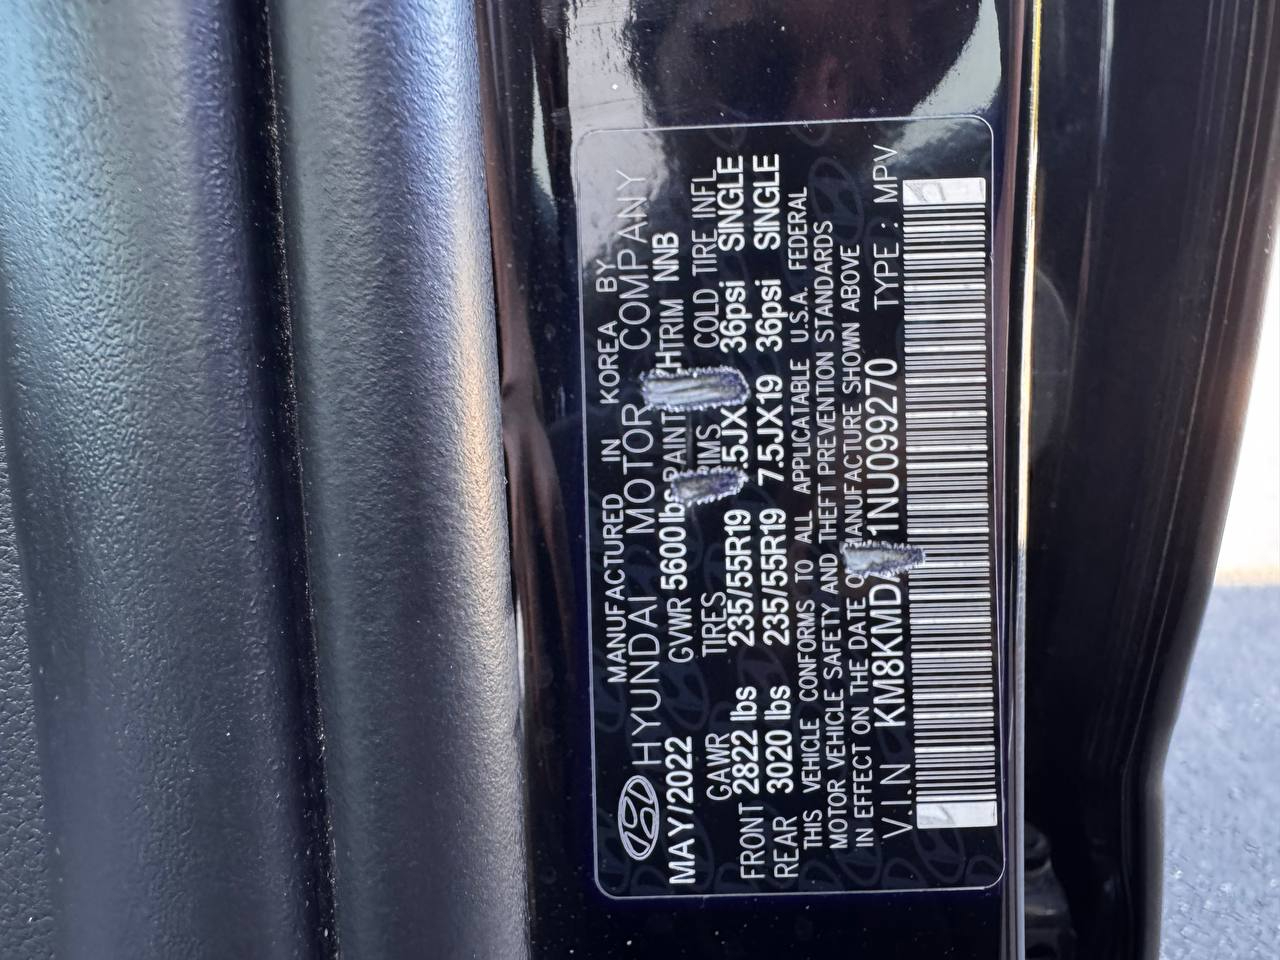 MANUFACTURED IN KOREA BY
HYUNDAI MOTOR COMPANY
MAY/2022 GVWR 5600lbs PAINT TRIM NNB
GAWR TIRES COLD TIRE INFL
FRONT 2822 lbs 235/55R19 .5JX 36psi SINGLE
REAR 3020 lbs 235/55R19 7.5JX19 36psi SINGLE
THIS VEHICLE CONFORMS TO ALL APPLICATABLE U.S.A. FEDERAL
MOTOR VEHICLE SAFETY AND THEFT PREVENTION STANDARDS
IN EFFECT ON THE DATE MANUFACTURE SHOWN ABOVE
V.I.N KM8KMD 1NU099270 TYPE : MPV